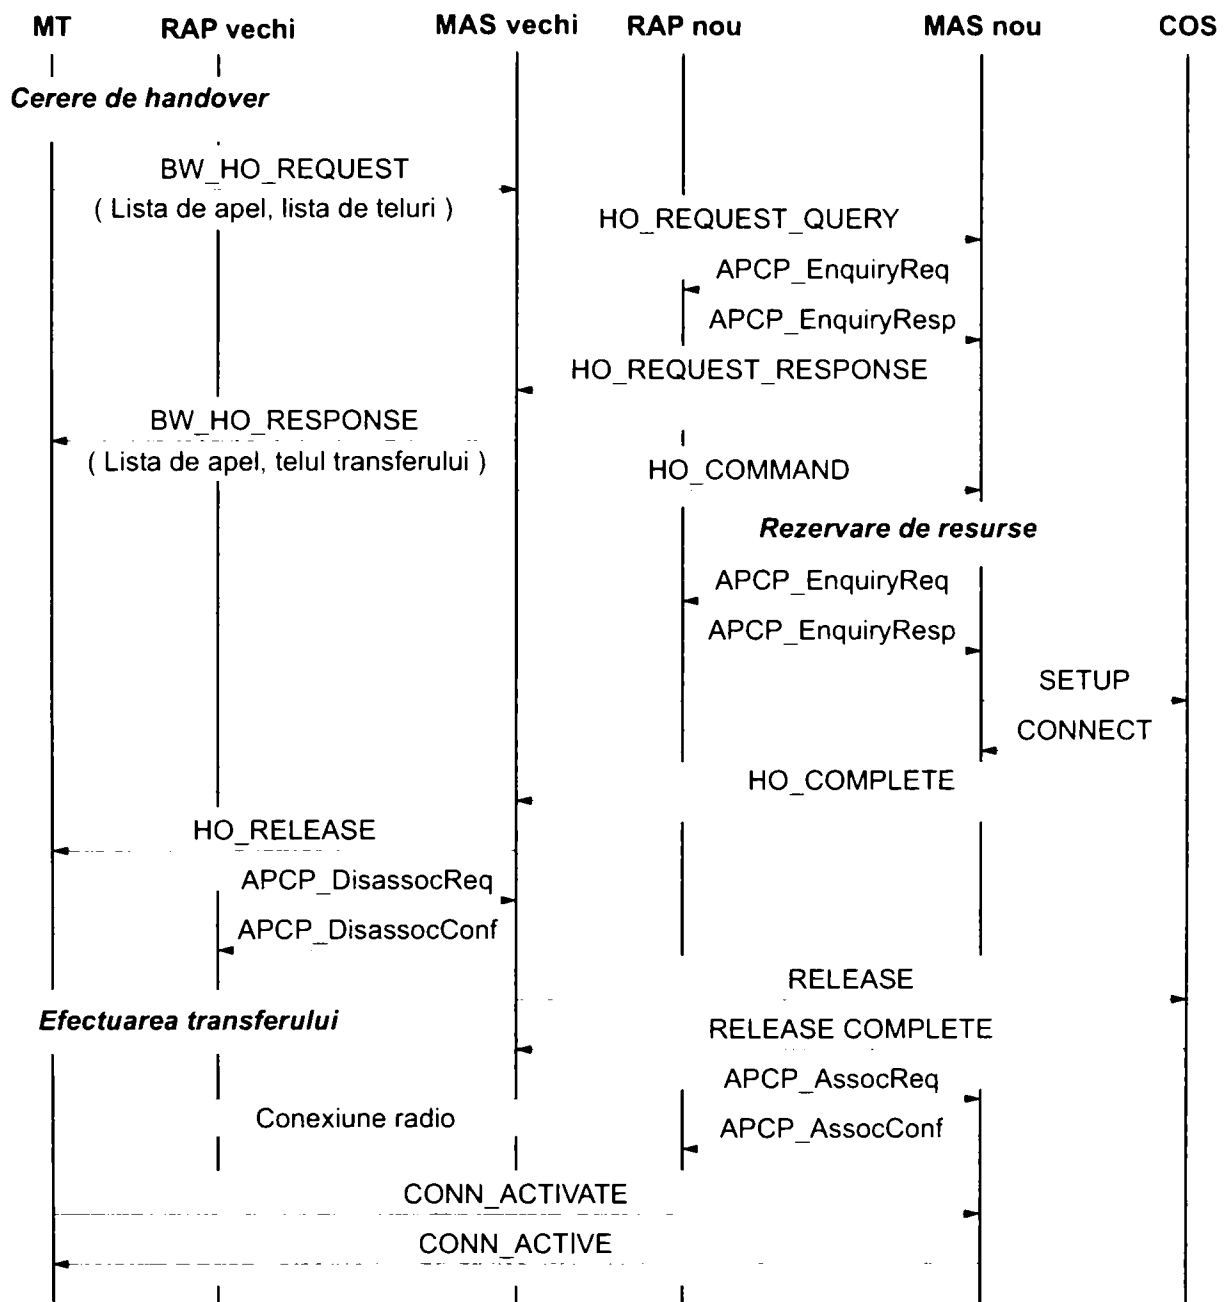 MT RAP vechi MAS vechi RAP nou MAS nou COS
Cerere de handover
BW_HO_REQUEST
( Lista de apel, lista de teluri )
HO_REQUEST_QUERY
APCP_EnquiryReq
APCP_EnquiryResp
HO_REQUEST_RESPONSE
BW_HO_RESPONSE
( Lista de apel, telul transferului )
HO_COMMAND
Rezervare de resurse
APCP_EnquiryReq
APCP_EnquiryResp
SETUP
CONNECT
HO_COMPLETE
HO_RELEASE
APCP_DisassocReq
APCP_DisassocConf
RELEASE
Efectuarea transferului
RELEASE COMPLETE
APCP_AssocReq
Conexiune radio
APCP_AssocConf
CONN_ACTIVATE
CONN_ACTIVE